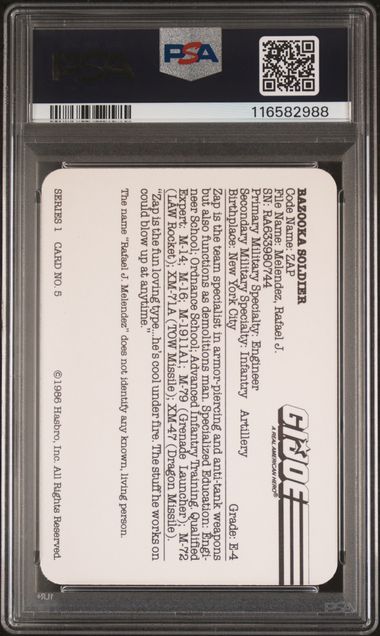 PSA
116582988
G.I. JOE
A REAL AMERICAN HERO®
BAZOOKA SOLDIER
Code Name: ZAP
File Name: Melendez, Rafael J.
SN: RA6339907​44
Primary Military Specialty: Engineer
Secondary Military Specialty: Infantry Artillery
Birthplace: New York City Grade: E-4
Zap is the team specialist in armor-piercing and anti-tank weapons
but also functions as demolitions man. Specialized Education: Engi-
neer School; Ordnance School; Advanced Infantry Training. Qualified
Expert: M-14; M-16; M-1911A1; M-79 (Grenade Launcher); M-72
(LAW Rocket); XM-71A (TOW Missile); XM-47 (Dragon Missile).
"Zap is the fun loving type...he's cool under fire. The stuff he works on
could blow up at anytime."
The name "Rafael J. Melendez" does not identify any known, living person.
SERIES 1 CARD NO. 5 ©1986 Hasbro, Inc. All Rights Reserved.
PSA